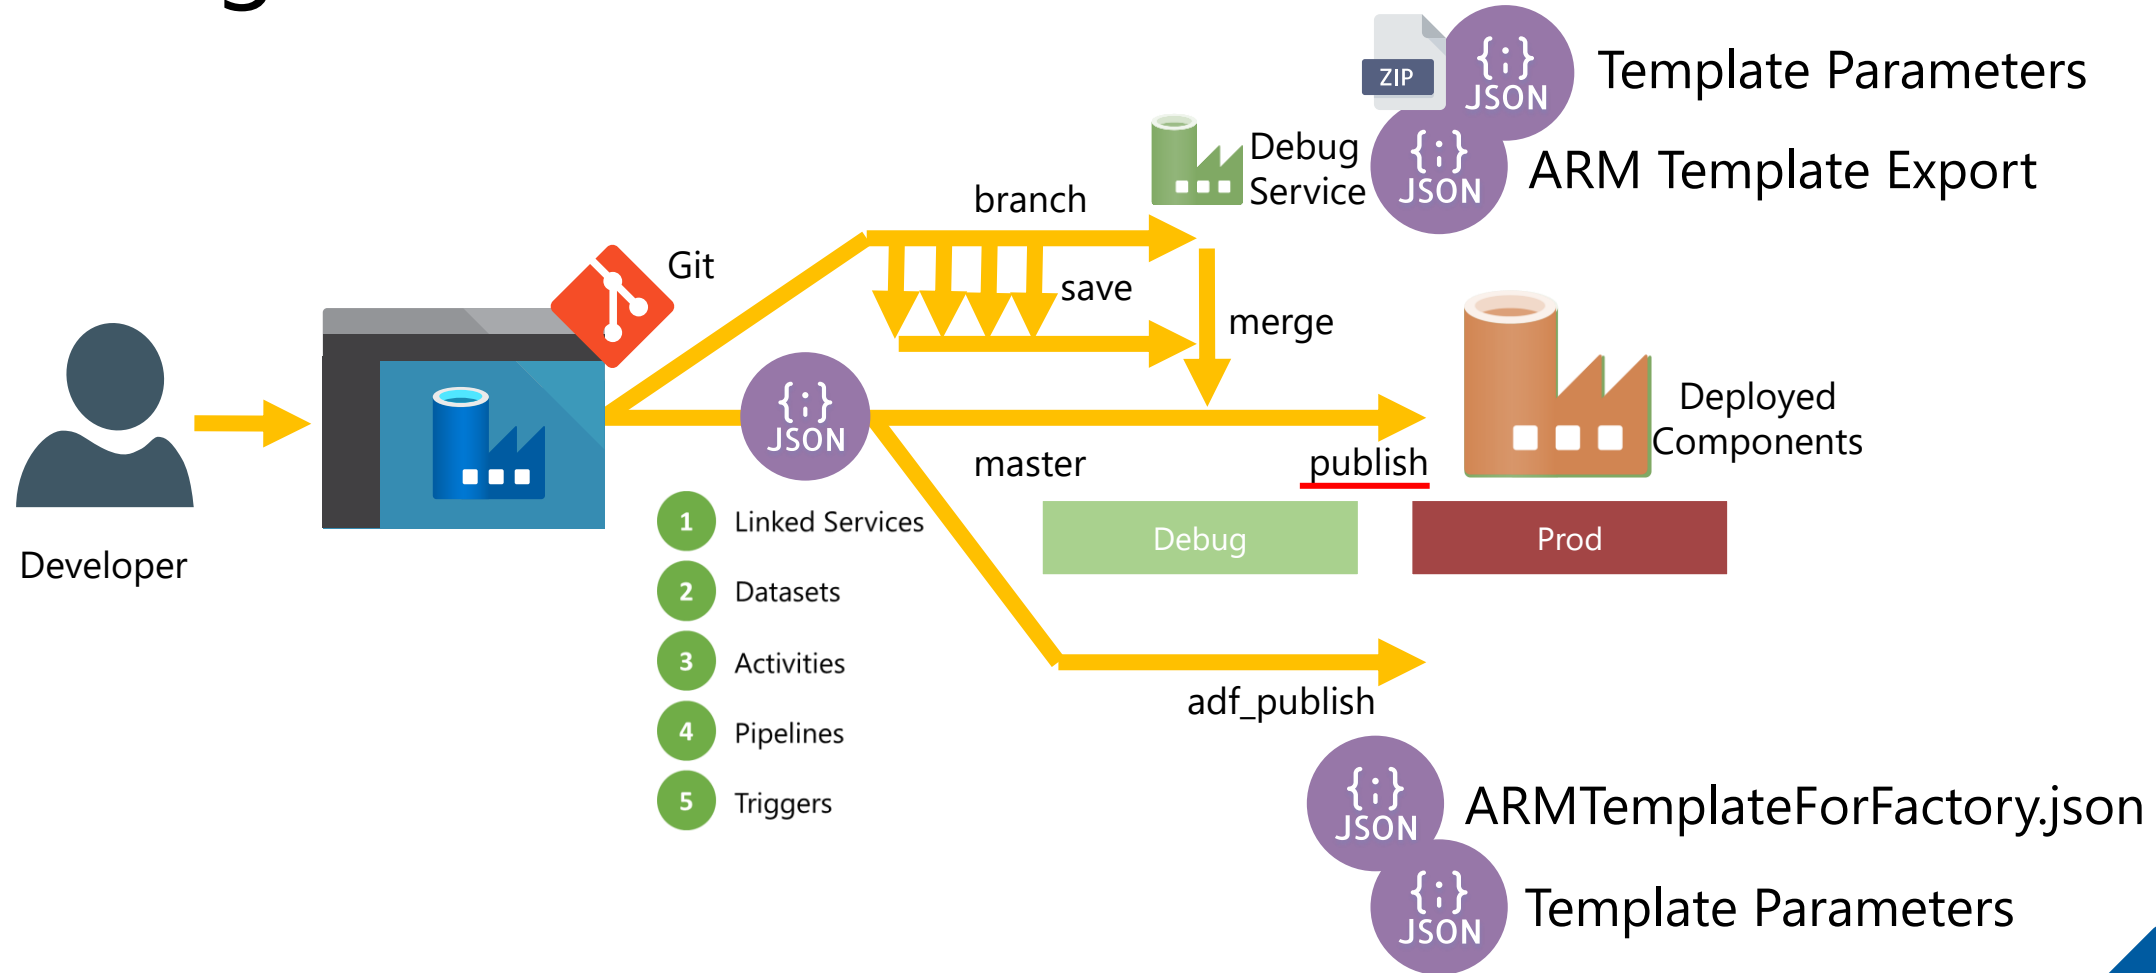 ZIP
{;}
JSON
Template Parameters
Debug
Service
{;}
JSON
ARM Template Export
branch
Git
save
merge
{;}
JSON
Deployed
Components
master
publish
Developer
1 Linked Services
Debug
Prod
2 Datasets
3 Activities
4 Pipelines
5 Triggers
adf_publish
{;}
JSON
ARMTemplateForFactory.json
{;}
JSON
Template Parameters